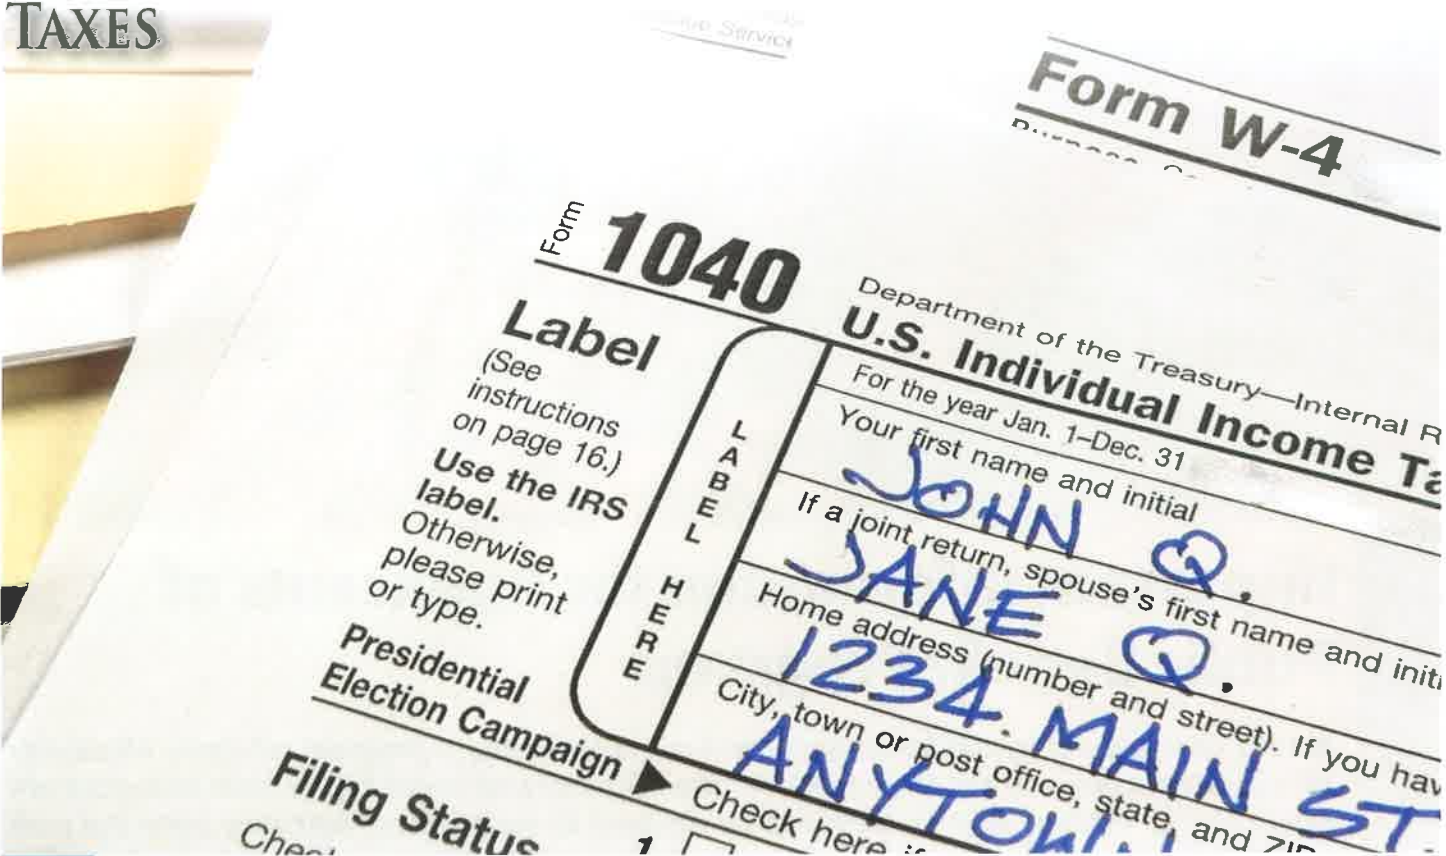 TAXES
Form W-4
Form 1040
Department of the Treasury—Internal R
U.S. Individual Income Ta
Label
(See
instructions
on page 16.)
Use the IRS
label.
Otherwise,
please print
or type.
Presidential
Election Campaign
LABEL HERE
For the year Jan. 1–Dec. 31
Your first name and initial
JOHN Q.
If a joint return, spouse's first name and initi
JANE Q.
Home address (number and street). If you hav
1234 MAIN ST.
City, town or post office, state, and ZIP
ANYTOWN
Check here if
Filing Status
1